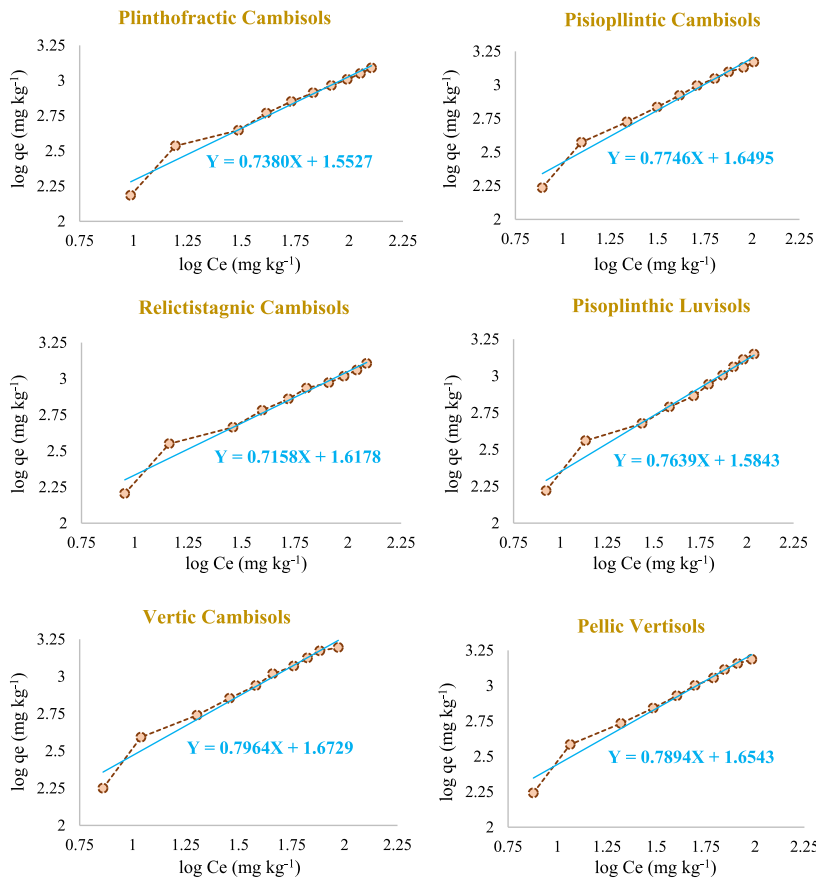 Plinthofractic Cambisols
3.25
3
2.75
2.5
2.25
2
log qe (mg kg-1)
Y = 0.7380X + 1.5527
0.75 1 1.25 1.5 1.75 2 2.25
log Ce (mg kg-1)
Pisiopllintic Cambisols
3.25
3
2.75
2.5
2.25
2
log qe (mg kg-1)
Y = 0.7746X + 1.6495
0.75 1 1.25 1.5 1.75 2 2.25
log Ce (mg kg-1)
Relictistagnic Cambisols
3.25
3
2.75
2.5
2.25
2
log qe (mg kg-1)
Y = 0.7158X + 1.6178
0.75 1 1.25 1.5 1.75 2 2.25
log Ce (mg kg-1)
Pisoplinthic Luvisols
3.25
3
2.75
2.5
2.25
2
log qe (mg kg-1)
Y = 0.7639X + 1.5843
0.75 1 1.25 1.5 1.75 2 2.25
log Ce (mg kg-1)
Vertic Cambisols
3.25
3
2.75
2.5
2.25
2
log qe (mg kg-1)
Y = 0.7964X + 1.6729
0.75 1 1.25 1.5 1.75 2 2.25
log Ce (mg kg-1)
Pellic Vertisols
3.25
3
2.75
2.5
2.25
2
log qe (mg kg-1)
Y = 0.7894X + 1.6543
0.75 1 1.25 1.5 1.75 2 2.25
log Ce (mg kg-1)